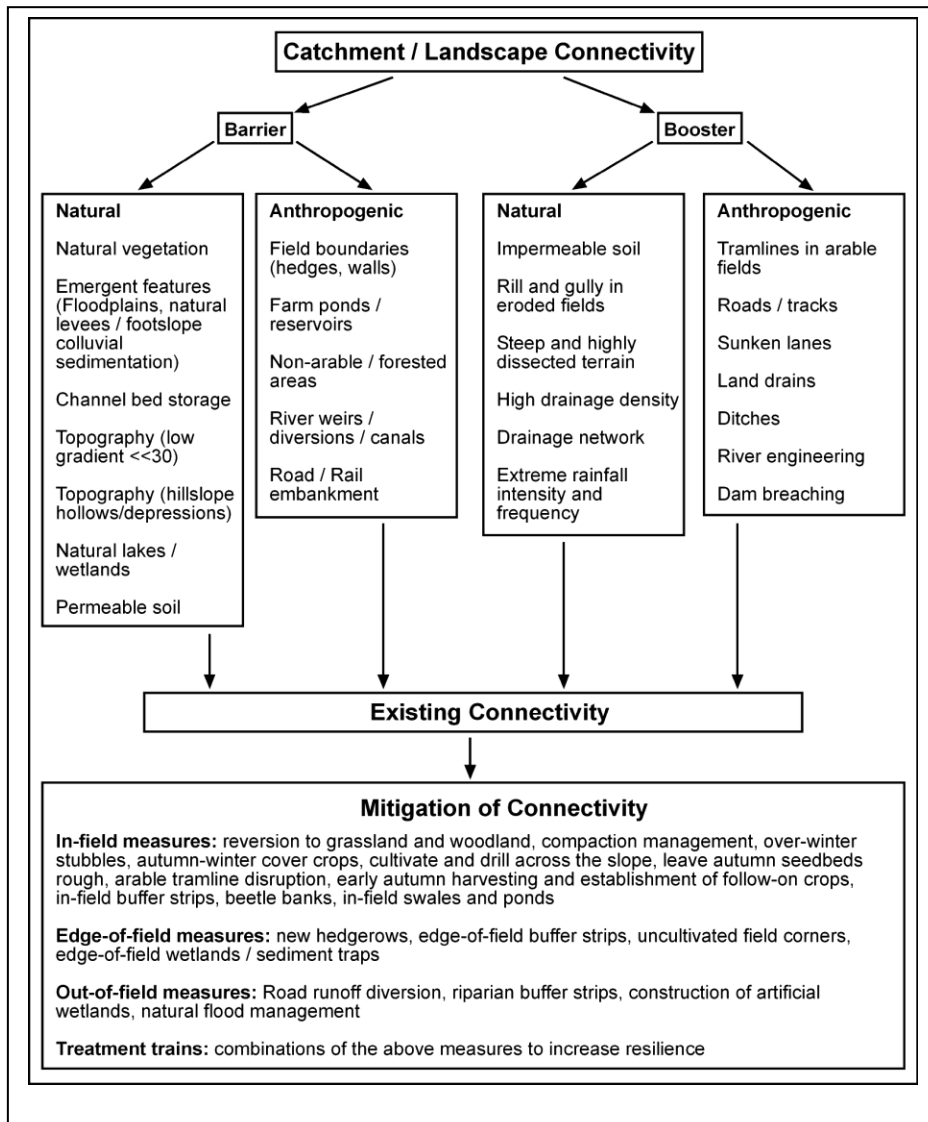 Catchment / Landscape Connectivity
Barrier
Booster
Natural
Natural vegetation
Emergent features
(Floodplains, natural
levees / footslope
colluvial
sedimentation)
Channel bed storage
Topography (low
gradient <<30)
Topography (hillslope
hollows/depressions)
Natural lakes /
wetlands
Permeable soil
Anthropogenic
Field boundaries
(hedges, walls)
Farm ponds /
reservoirs
Non-arable / forested
areas
River weirs /
diversions / canals
Road / Rail
embankment
Natural
Impermeable soil
Rill and gully in
eroded fields
Steep and highly
dissected terrain
High drainage density
Drainage network
Extreme rainfall
intensity and
frequency
Anthropogenic
Tramlines in arable
fields
Roads / tracks
Sunken lanes
Land drains
Ditches
River engineering
Dam breaching
Existing Connectivity
Mitigation of Connectivity
In-field measures: reversion to grassland and woodland, compaction management, over-winter
stubbles, autumn-winter cover crops, cultivate and drill across the slope, leave autumn seedbeds
rough, arable tramline disruption, early autumn harvesting and establishment of follow-on crops,
in-field buffer strips, beetle banks, in-field swales and ponds
Edge-of-field measures: new hedgerows, edge-of-field buffer strips, uncultivated field corners,
edge-of-field wetlands / sediment traps
Out-of-field measures: Road runoff diversion, riparian buffer strips, construction of artificial
wetlands, natural flood management
Treatment trains: combinations of the above measures to increase resilience